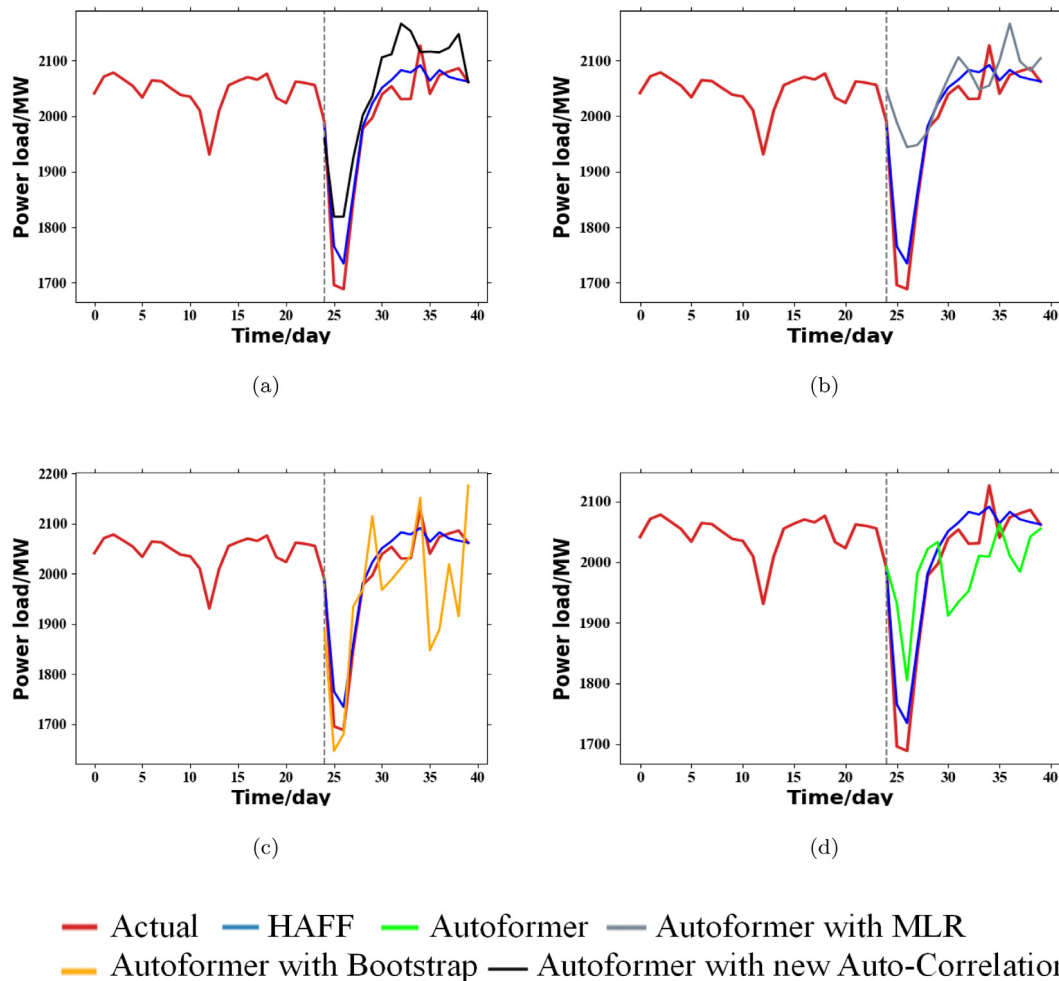 2100
2000
1900
1800
1700
Power load/MW
0 5 10 15 20 25 30 35 40
Time/day
(a)
2100
2000
1900
1800
1700
Power load/MW
0 5 10 15 20 25 30 35 40
Time/day
(b)
2200
2100
2000
1900
1800
1700
Power load/MW
0 5 10 15 20 25 30 35 40
Time/day
(c)
2100
2000
1900
1800
1700
Power load/MW
0 5 10 15 20 25 30 35 40
Time/day
(d)
Actual HAFF Autoformer Autoformer with MLR
Autoformer with Bootstrap Autoformer with new Auto-Correlation